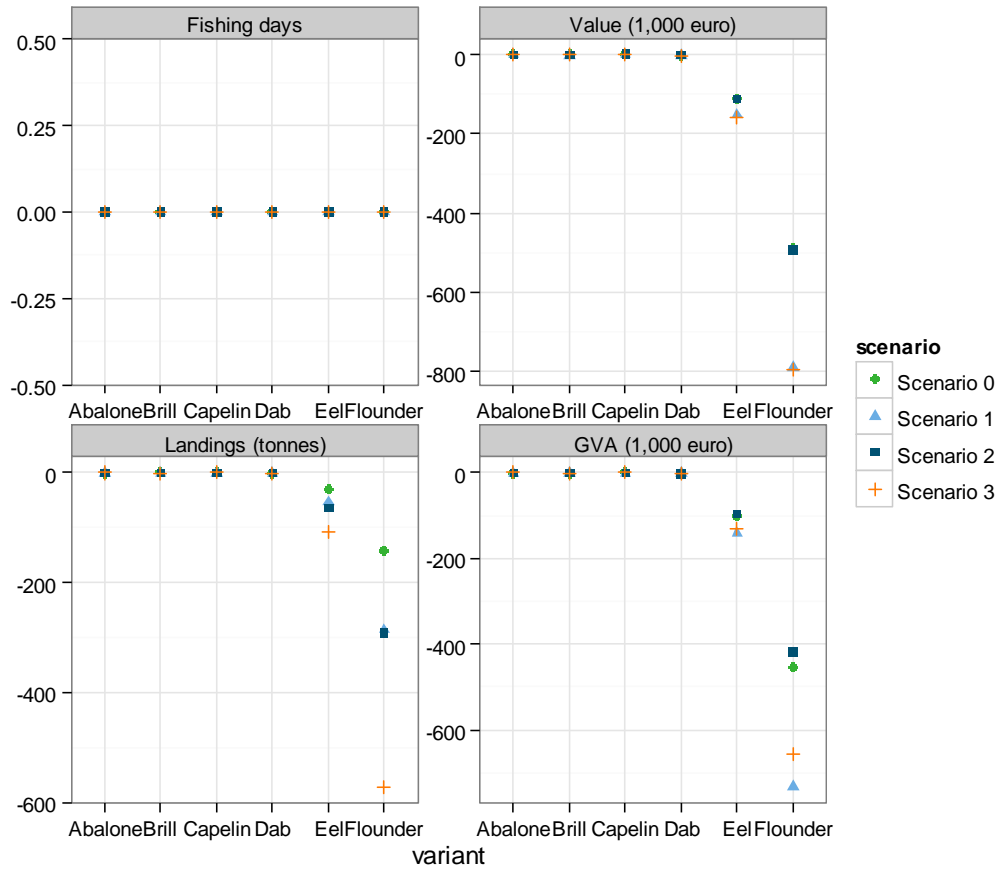 Fishing days
0.50
0.25
0.00
-0.25
-0.50
Abalone Brill Capelin Dab Eel Flounder
Value (1,000 euro)
0
-200
-400
-600
-800
Abalone Brill Capelin Dab Eel Flounder
Landings (tonnes)
0
-200
-400
-600
Abalone Brill Capelin Dab Eel Flounder
GVA (1,000 euro)
0
-200
-400
-600
Abalone Brill Capelin Dab Eel Flounder
variant
scenario
Scenario 0
Scenario 1
Scenario 2
Scenario 3